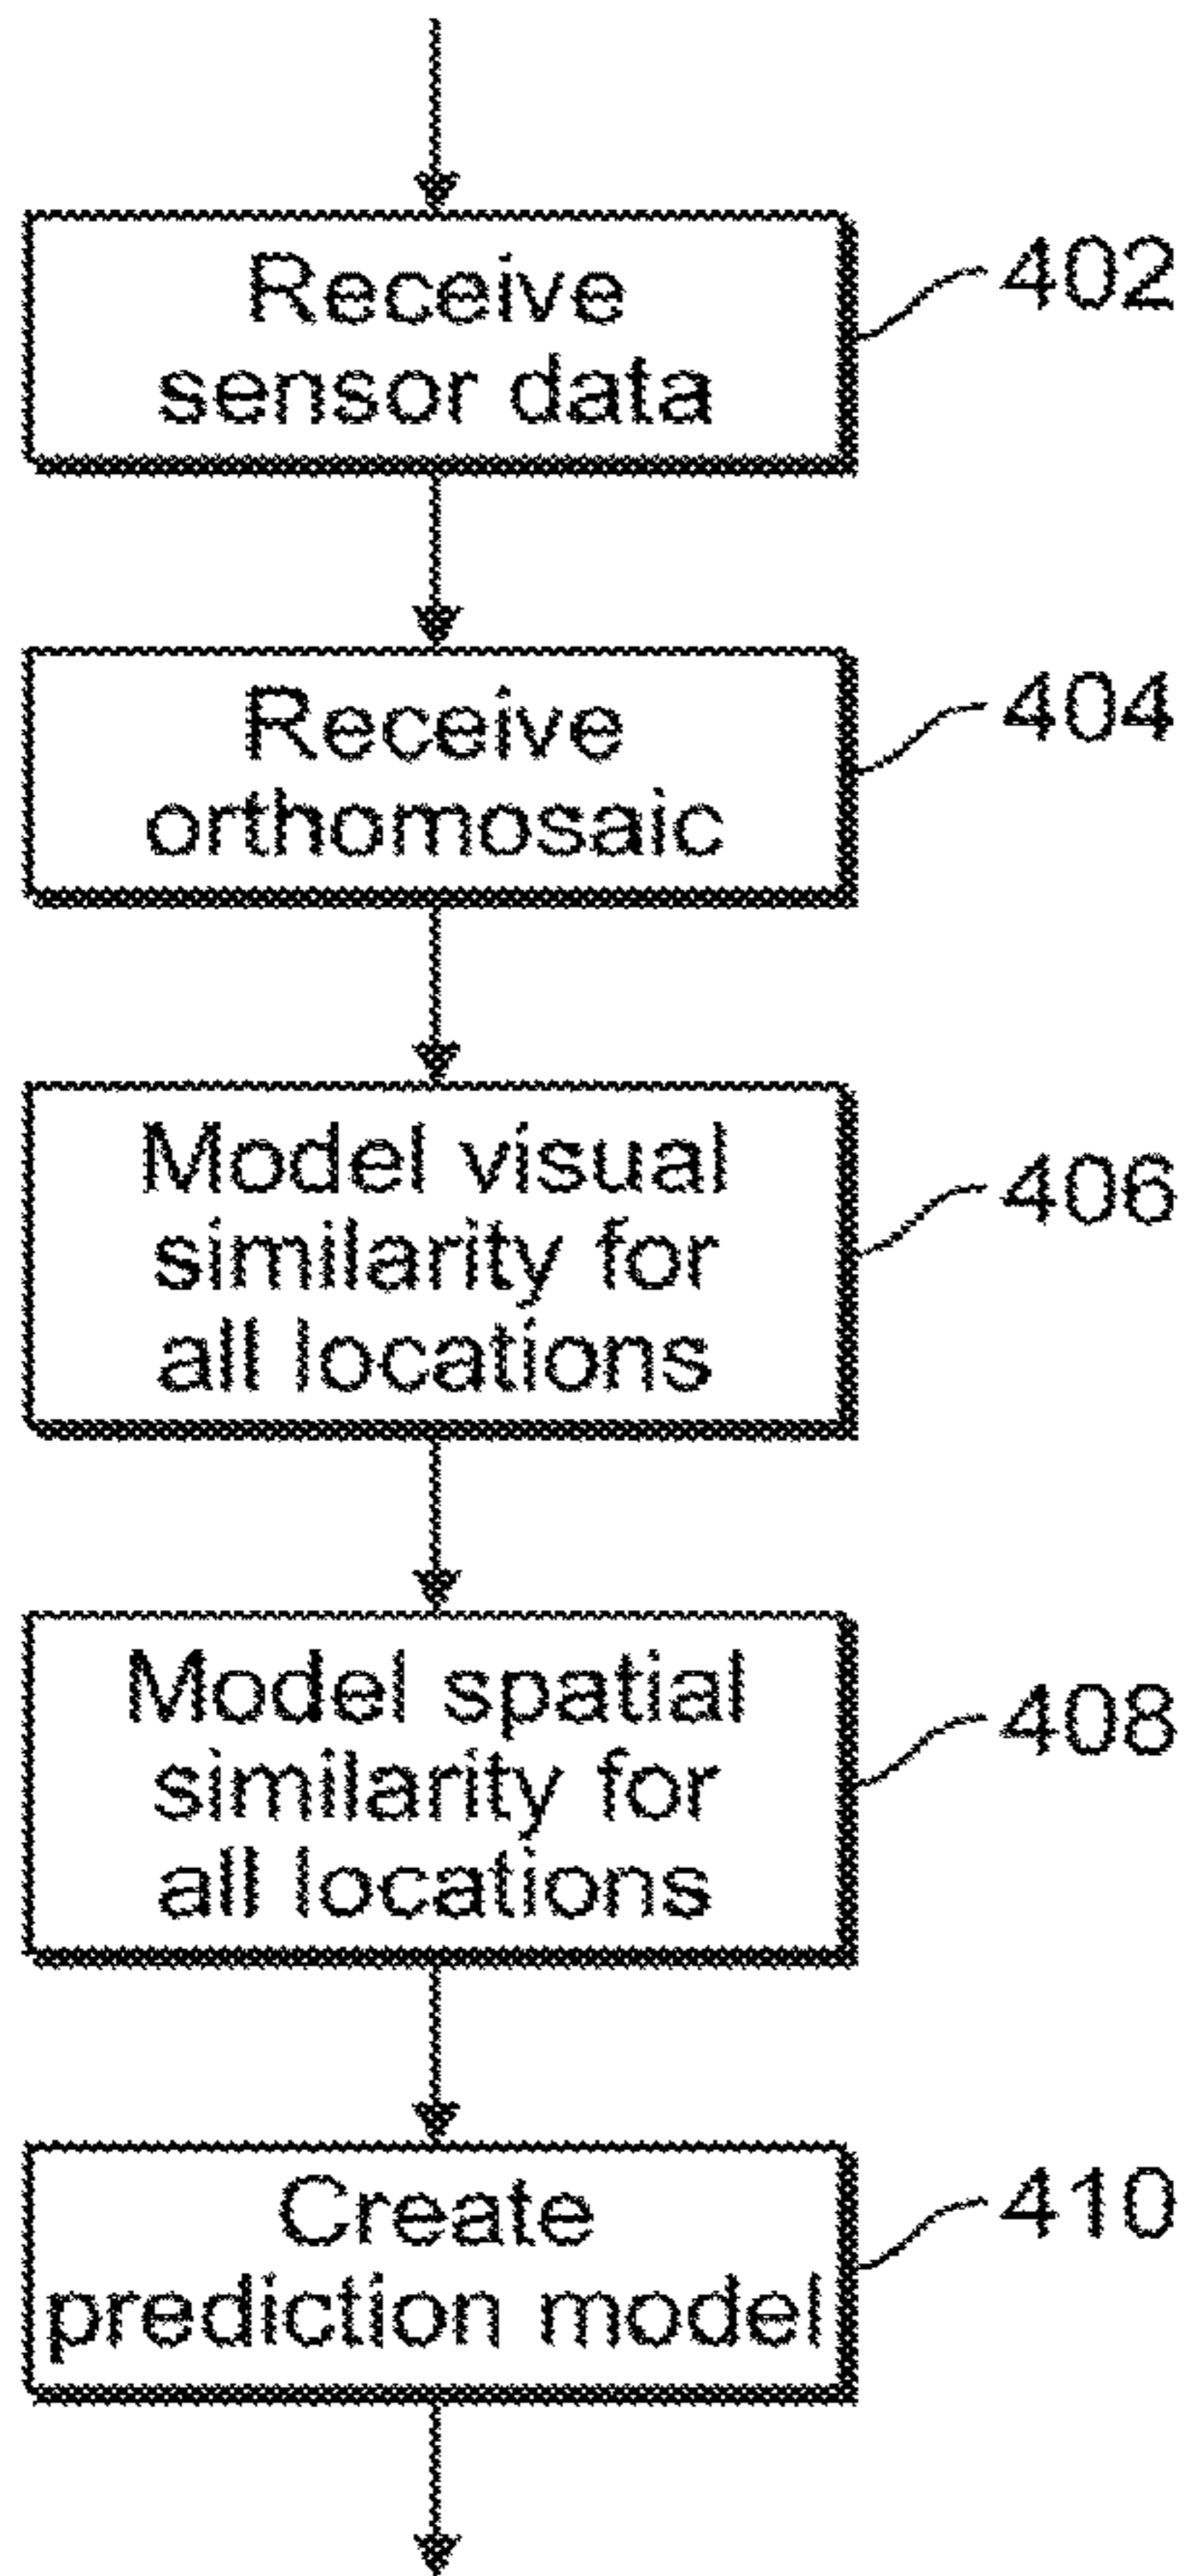 Receive
sensor data
402
Receive
orthomosaic
404
Model visual
similarity for
all locations
406
Model spatial
similarity for
all locations
408
Create
prediction model
410